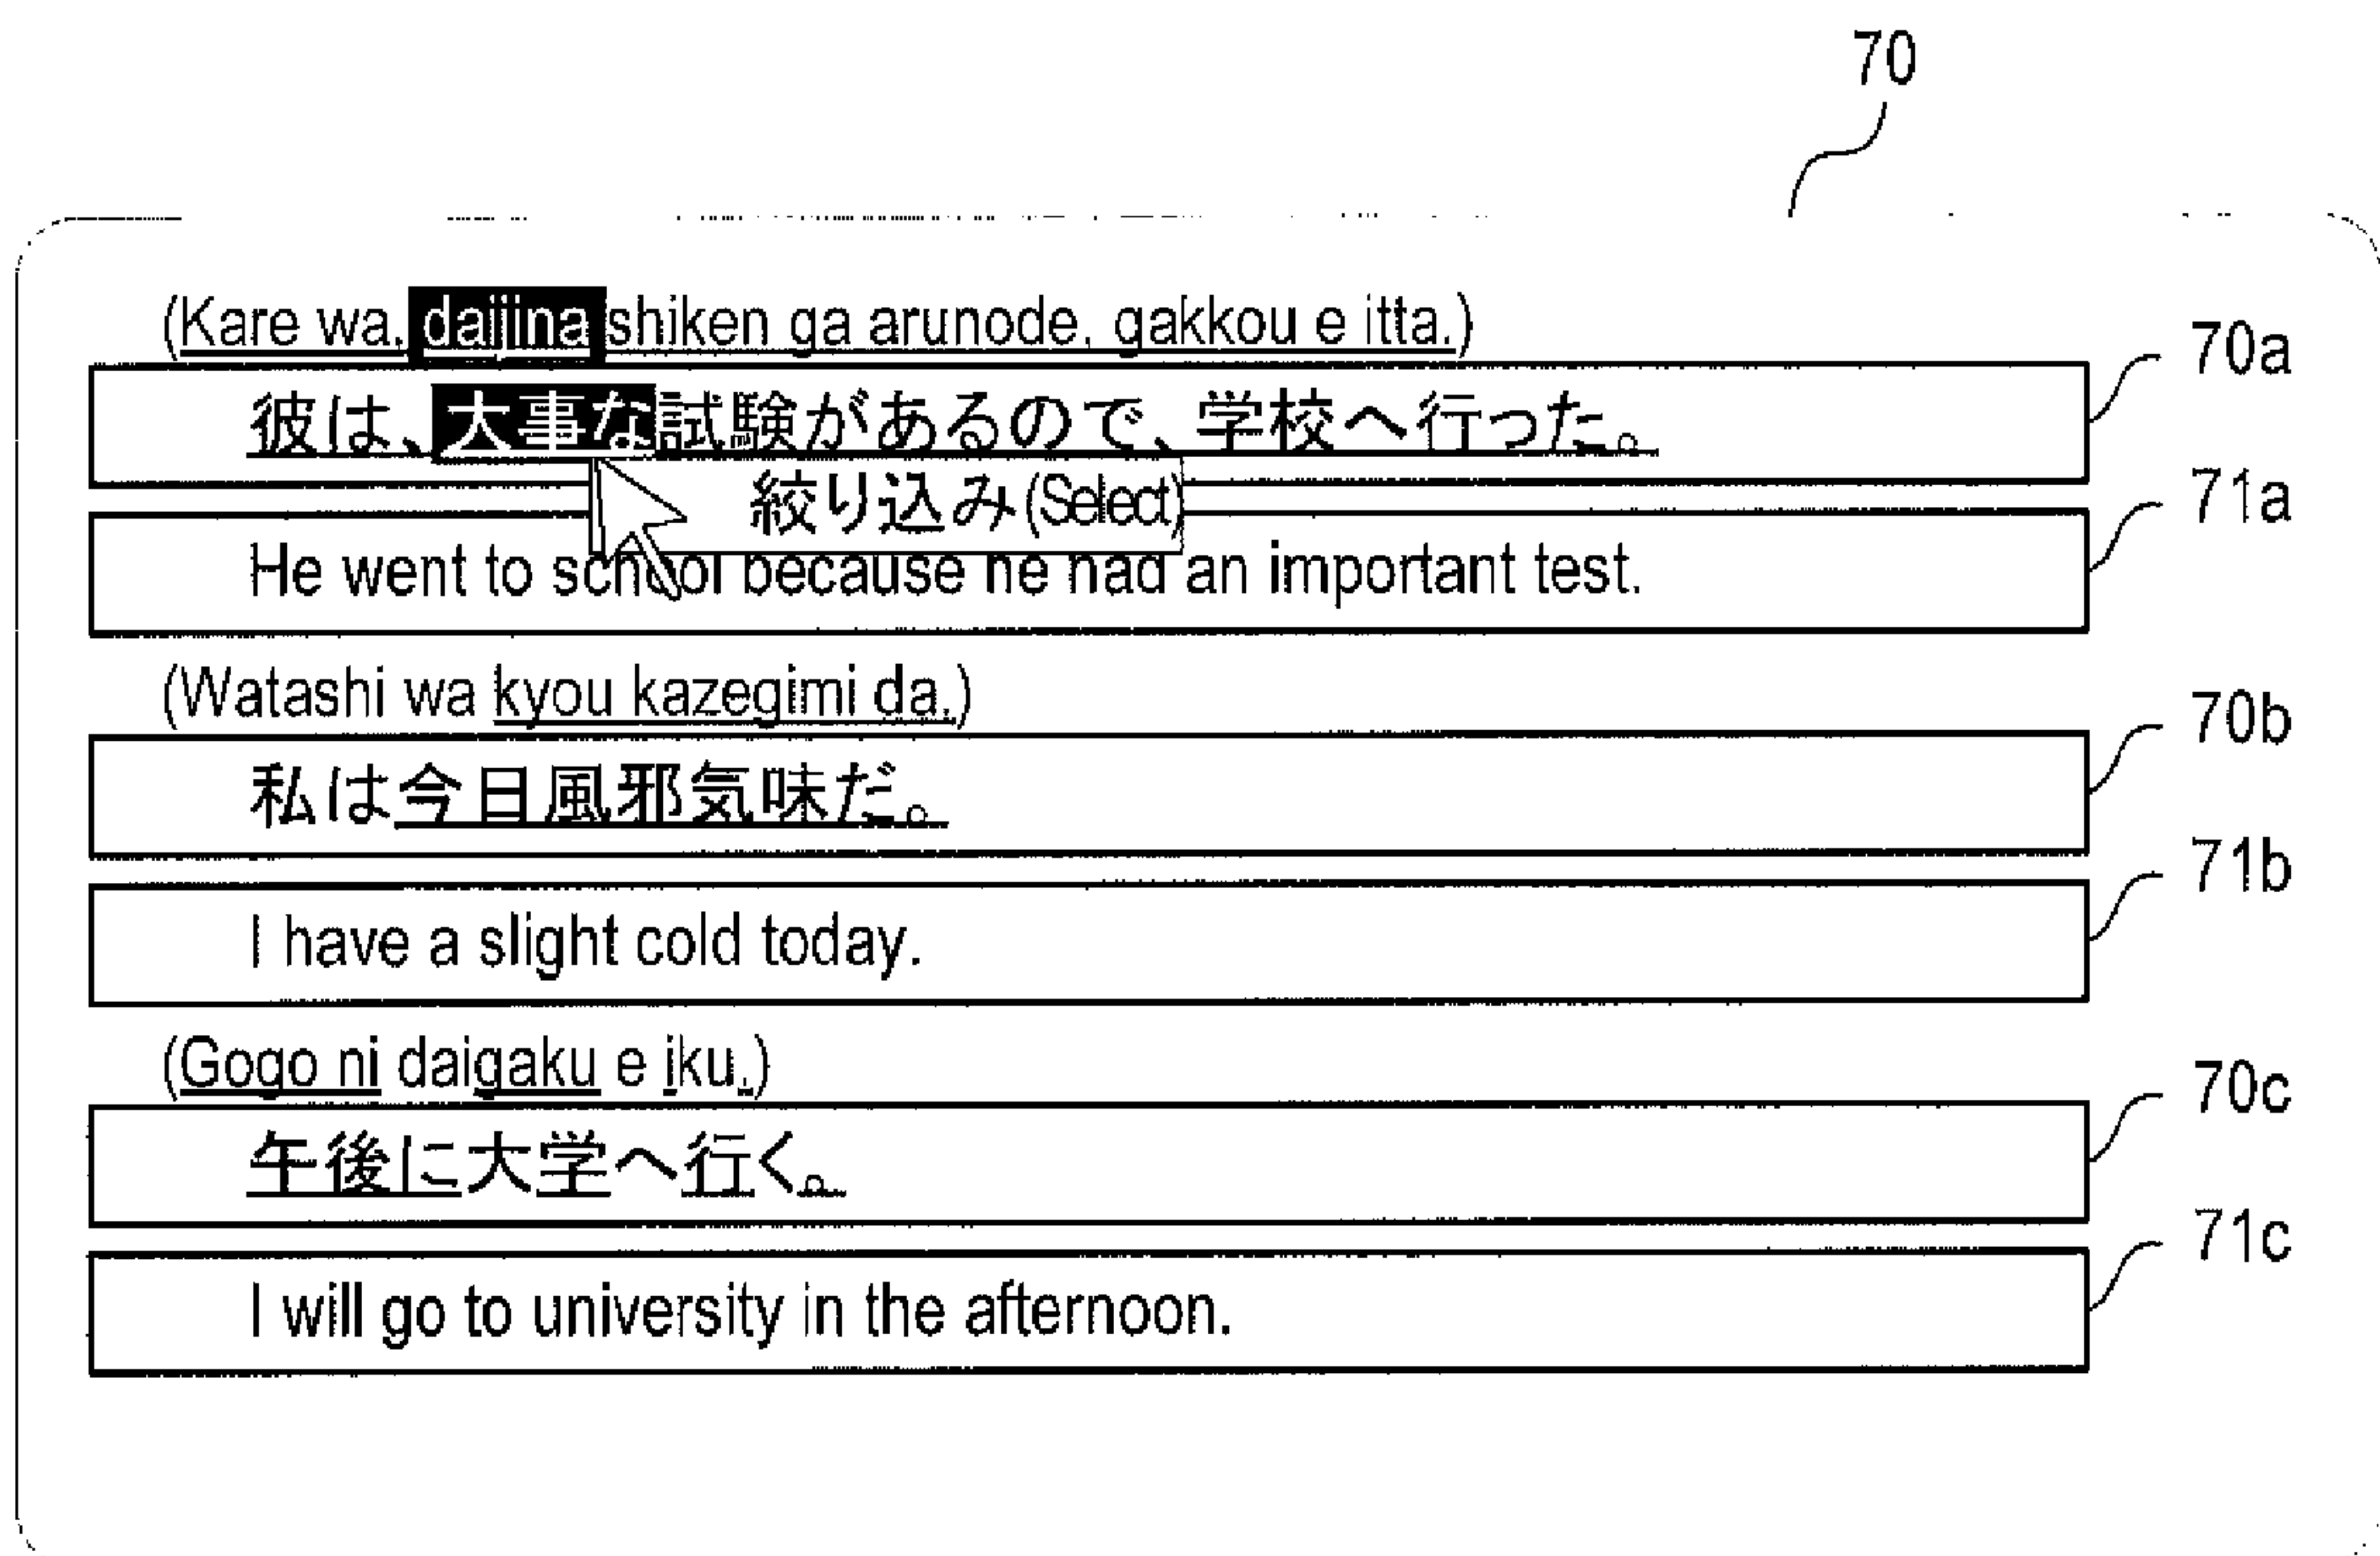 70
(Kare wa, daijina shiken ga arunode, gakkou e itta.)
70a
彼は、大事な試験があるので、学校へ行った。
絞り込み(Select)
71a
He went to school because he had an important test.
(Watashi wa kyou kazegimi da.)
70b
私は今日風邪気味だ。
71b
I have a slight cold today.
(Gogo ni daigaku e iku.)
70c
午後に大学へ行く。
71c
I will go to university in the afternoon.